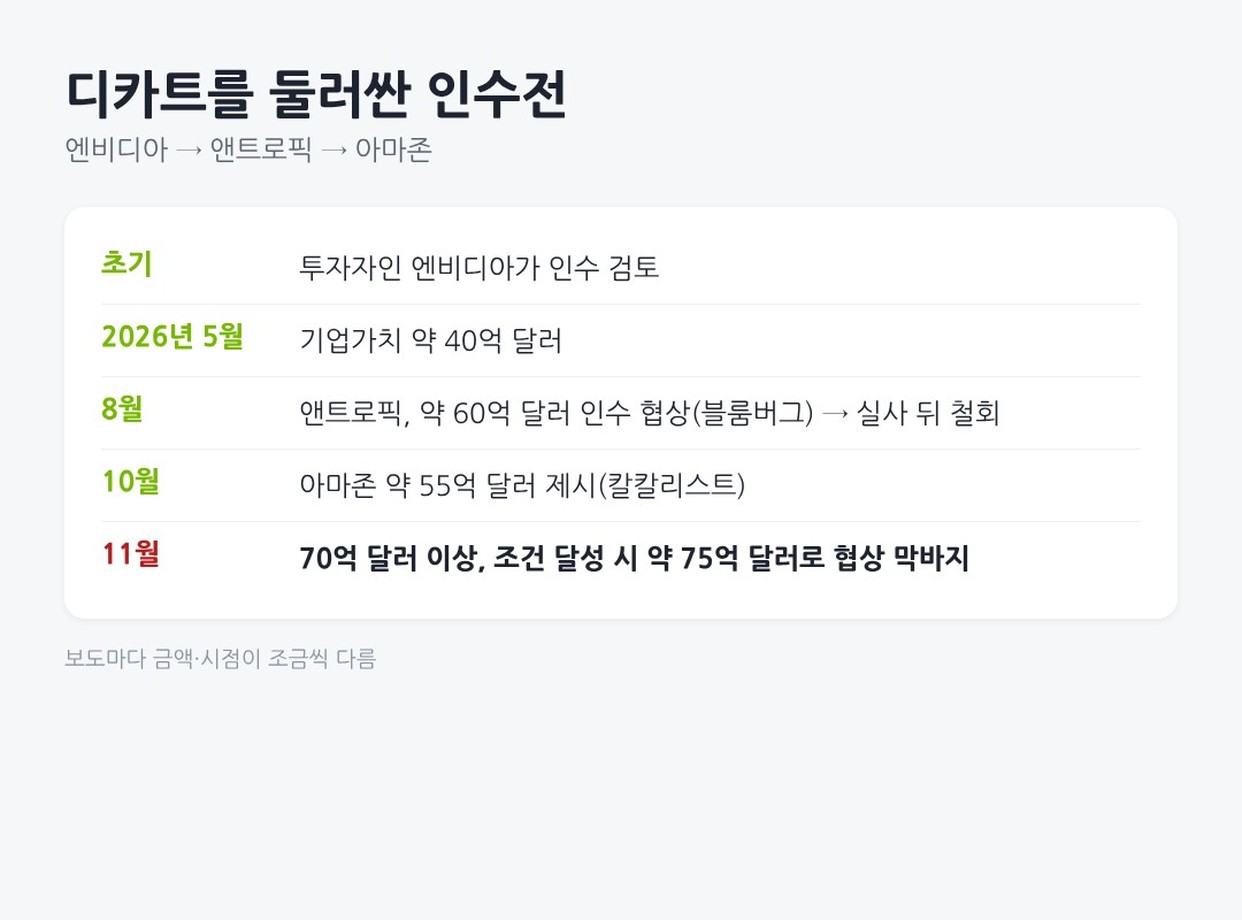 디카트를 둘러싼 인수전
엔비디아 → 앤트로픽 → 아마존
초기 투자자인 엔비디아가 인수 검토
2026년 5월 기업가치 약 40억 달러
8월 앤트로픽, 약 60억 달러 인수 협상(블룸버그) → 실사 뒤 철회
10월 아마존 약 55억 달러 제시(칼칼리스트)
11월 70억 달러 이상, 조건 달성 시 약 75억 달러로 협상 막바지
보도마다 금액·시점이 조금씩 다름